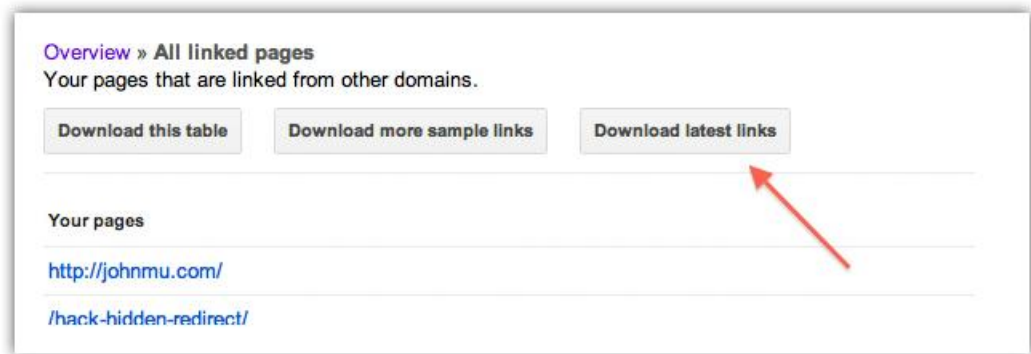 Overview » All linked pages
Your pages that are linked from other domains.
Download this table Download more sample links Download latest links
Your pages
http://johnmu.com/
/hack-hidden-redirect/